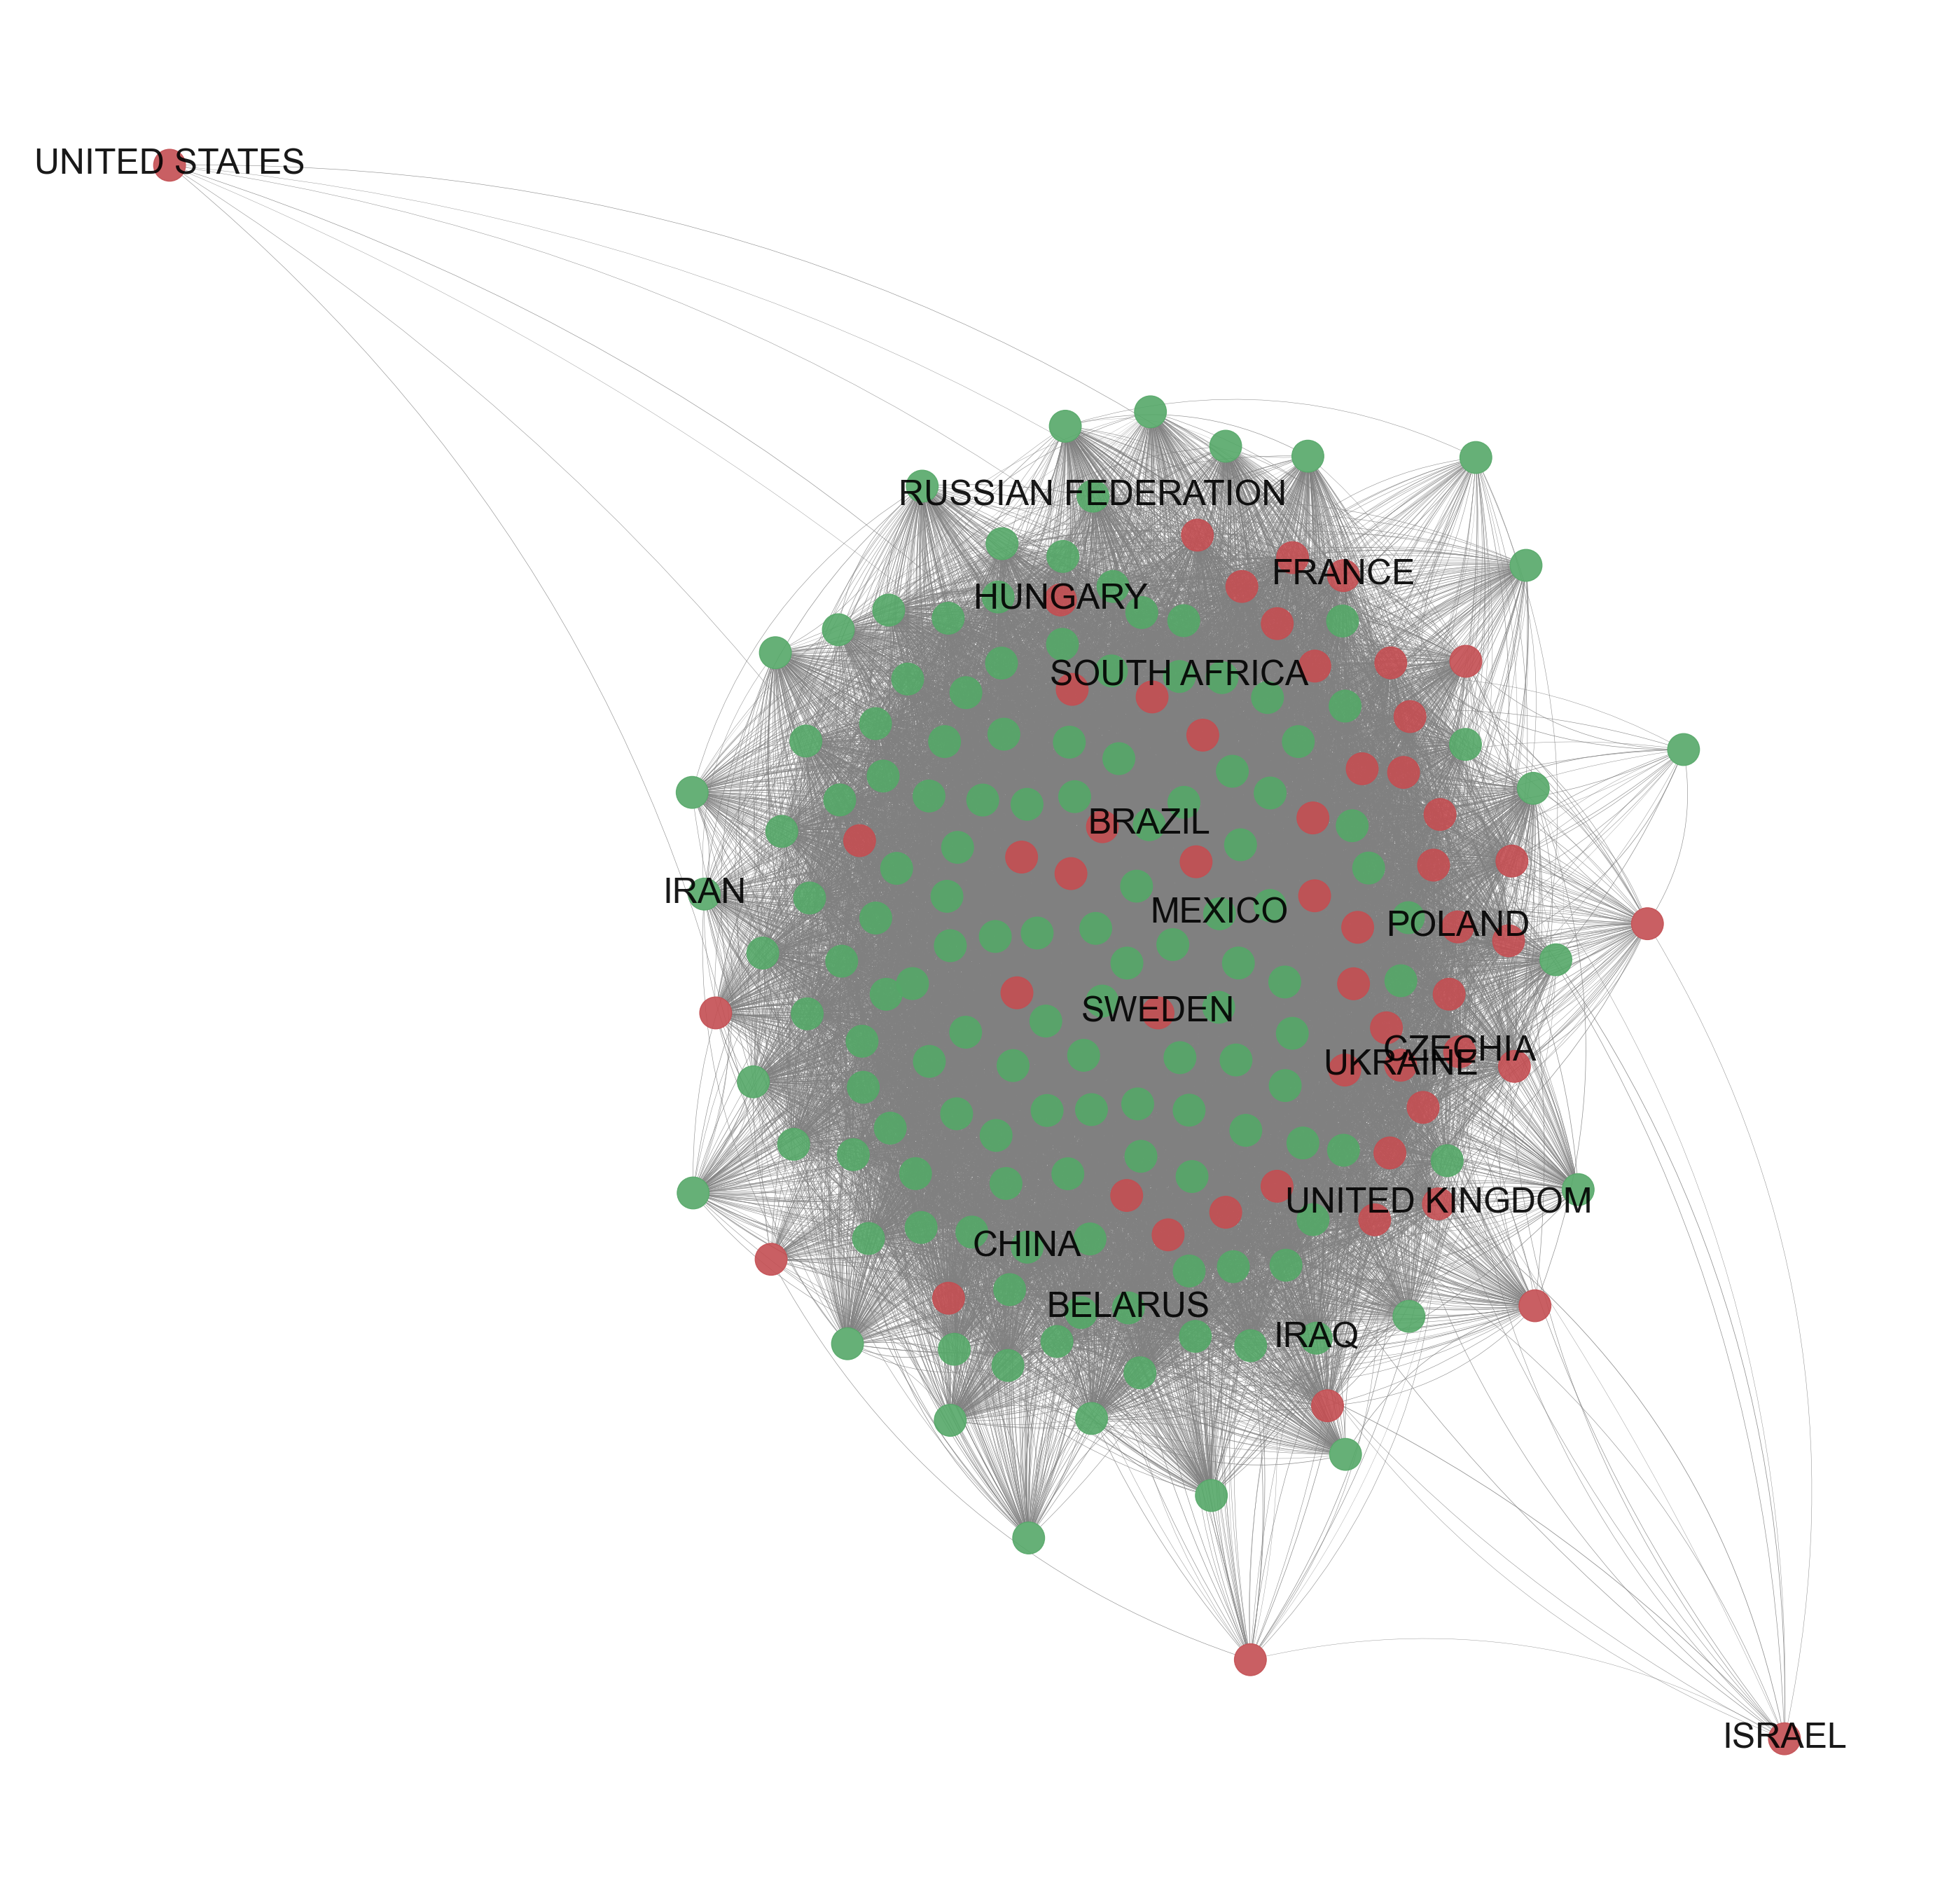 UNITED STATES
RUSSIAN FEDERATION
FRANCE
HUNGARY
SOUTH AFRICA
BRAZIL
IRAN
MEXICO
POLAND
SWEDEN
CZECHIA
UKRAINE
UNITED KINGDOM
CHINA
BELARUS
IRAQ
ISRAEL